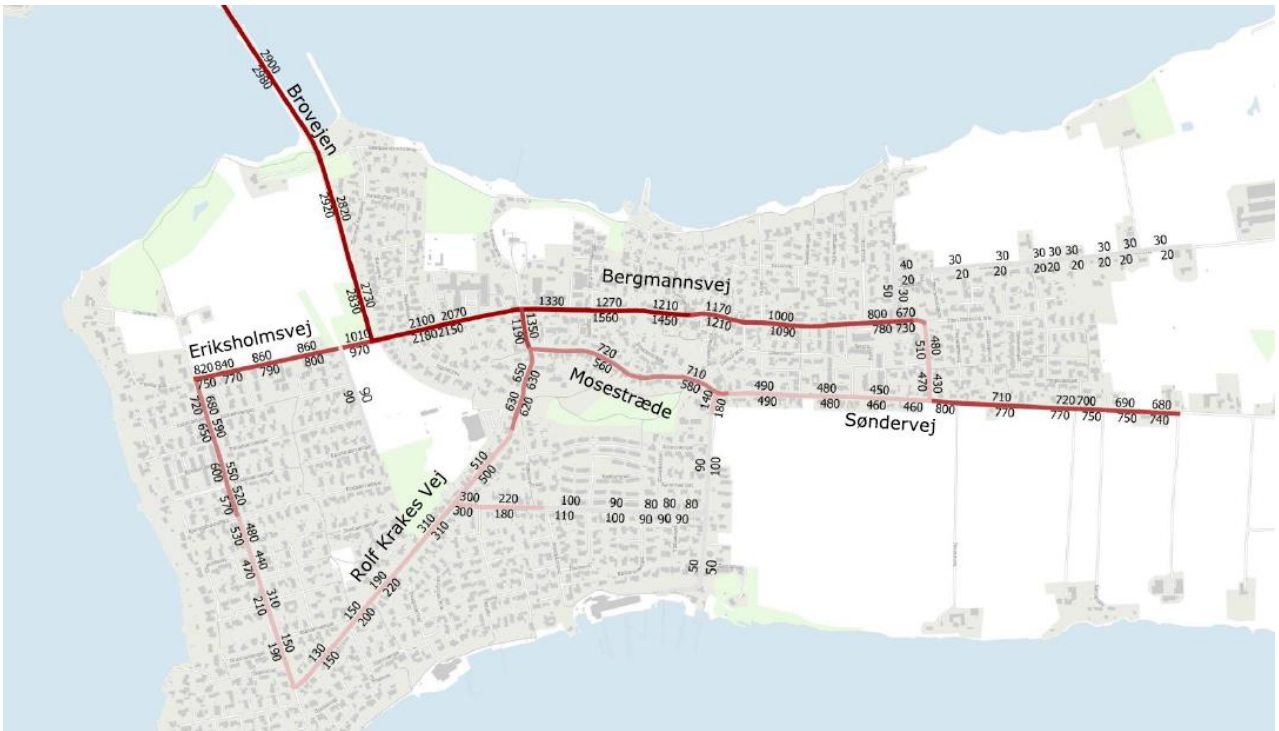 2900
2980
Brovejen
2820
2920
2730
2830
Bergmannsvej
2100 2070
2180 2150
1330 1270 1210 1170 1000 800 670
1560 1450 1210 1090 780 730
40 30 30 30 30 30 30 30 30
20 20 20 20 20 20 20 20 20
50 30
Eriksholmsvej
820 840 860 860 1010
750 770 790 800 970
90 90
1350
1190
480
510
430
470
720 710
560 580
Mosestræde
140
180
490 480 450
490 480 460 460
Søndervej
800 710 720 700 690 680
770 770 750 750 740
720 680
650 590
600 550
570 520
530 480
470 440
210 310
190 150
650 630
630 620
510
500
Rolf Krakes Vej
310
310
190
220
150
200
130
150
300 220 100 90 80 80 80
300 180 110 100 90 90 90
90 100
50 50